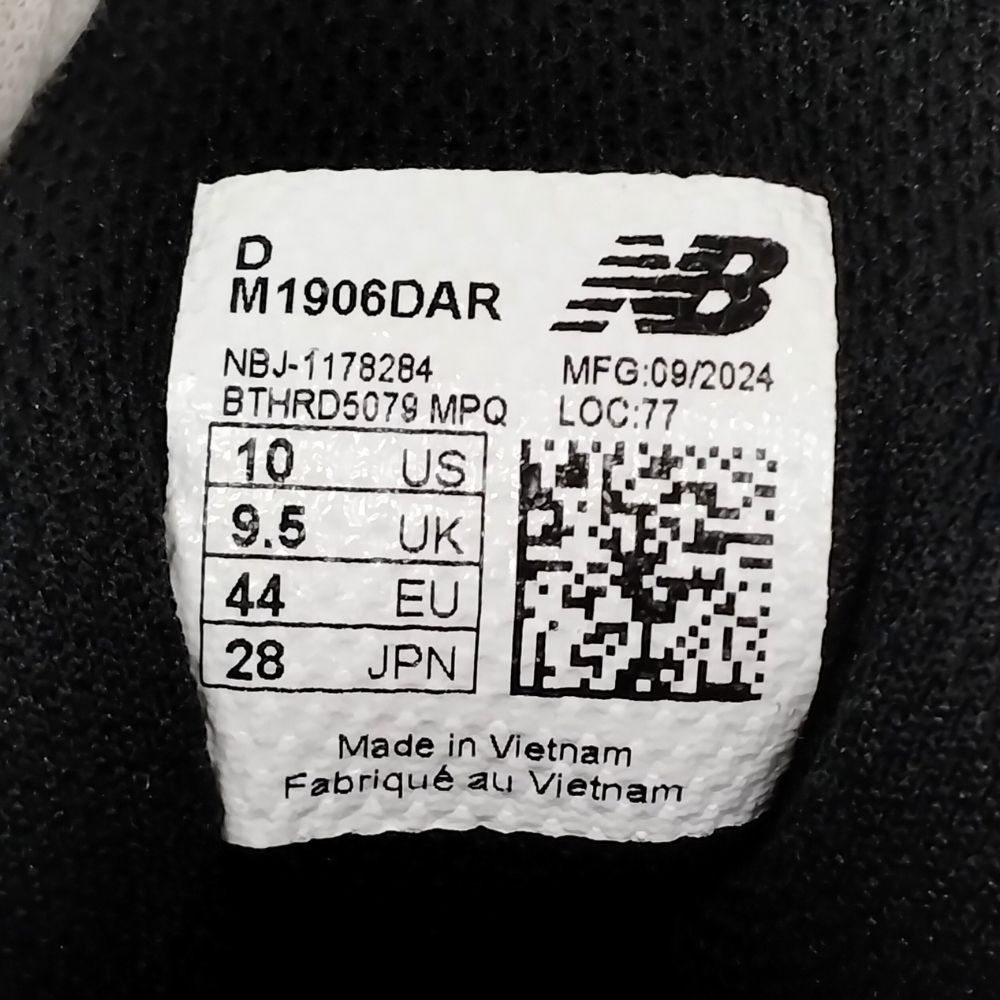 D
M1906DAR
NB
NBJ-1178284
MFG:09/2024
BTHRD5079 MPQ
LOC:77
10 US
9.5 UK
44 EU
28 JPN
Made in Vietnam
Fabriqué au Vietnam